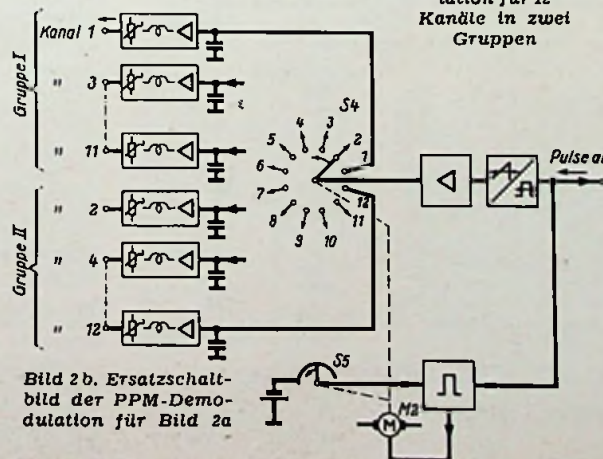 lation für 12
Kanäle in zwei
Gruppen
Gruppe I
Kanal 1
" 3
" 11
Gruppe II
" 2
" 4
" 12
S4
1
2
3
4
5
6
7
8
9
10
11
12
S5
M2
M
Bild 2b. Ersatzschalt-
bild der PPM-Demo-
dulation für Bild 2a